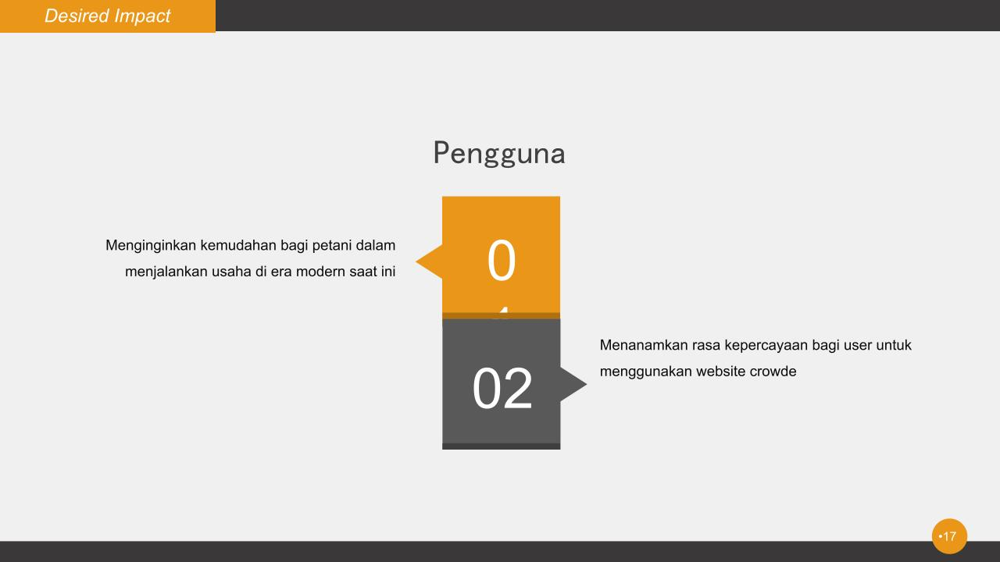 Desired Impact
Pengguna
0
Menginginkan kemudahan bagi petani dalam
menjalankan usaha di era modern saat ini
02
Menanamkan rasa kepercayaan bagi user untuk
menggunakan website crowde
•17